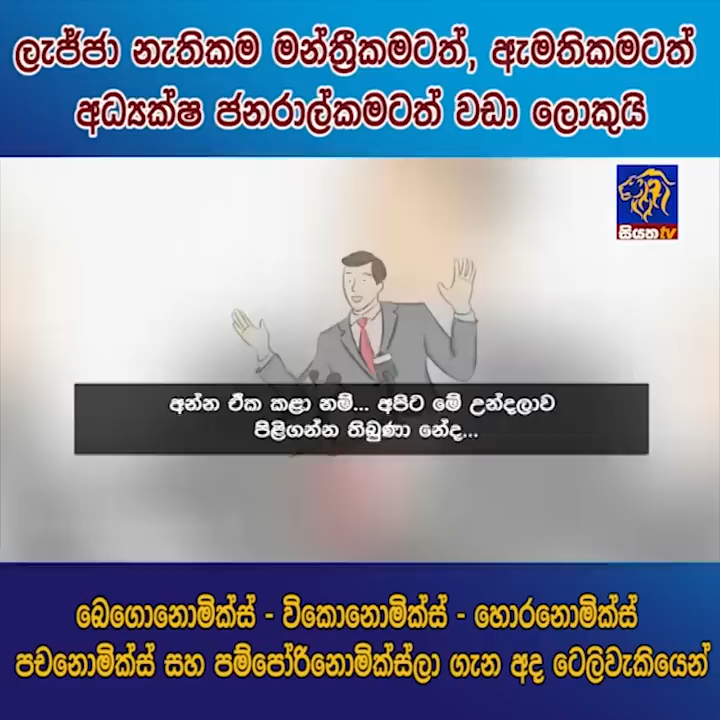 ලැජ්ජා නැතිකම මන්ත්‍රීකමටත්, ඇමතිකමටත්
අධ්‍යක්ෂ ජනරාල්කමටත් වඩා ලොකුයි
සියත tv
අන්න ඒක කළා නම්... අපිට මේ උන්දලාව
පිළිගන්න තිබුණා නේද...
බෙගොනොමික්ස් - විකොනොමික්ස් - හොරනොමික්ස්
පචනොමික්ස් සහ පම්පෝරිනොමික්ස්ලා ගැන අද ටෙලිවැකියෙන්